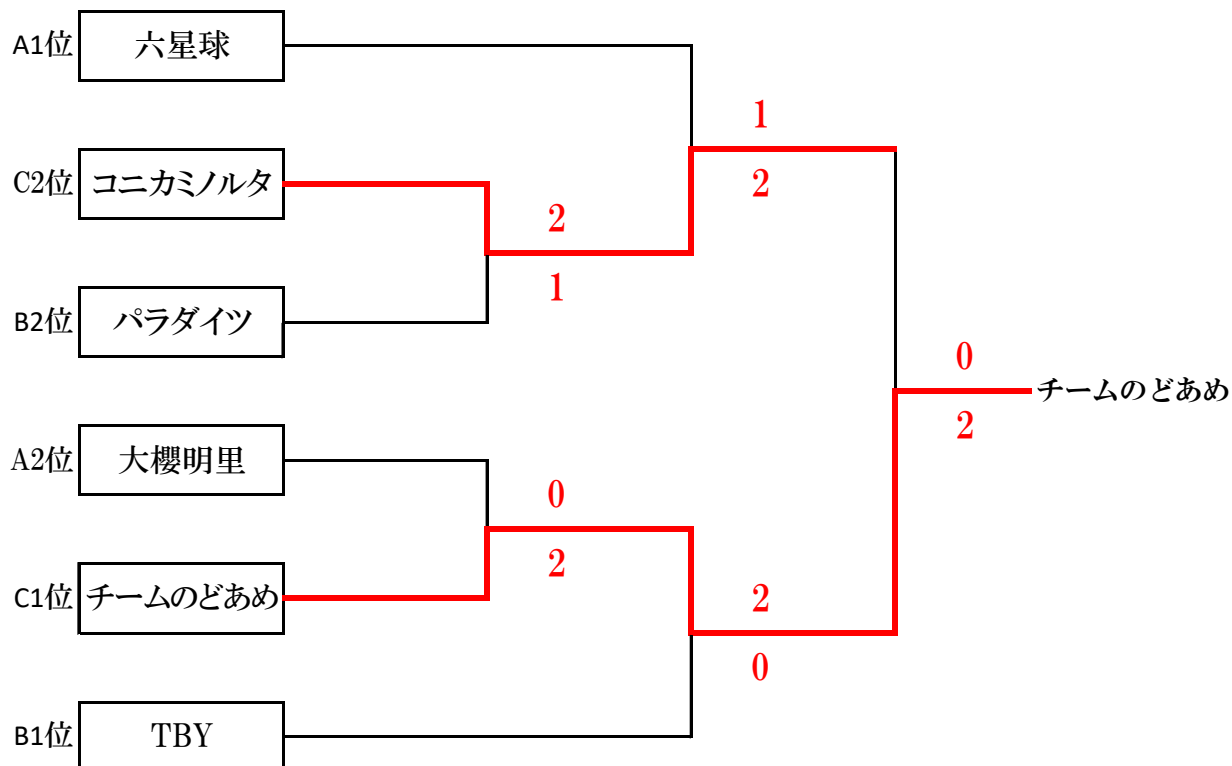 A1位 六星球
1
C2位 コニカミノルタ
2
2
1
B2位 パラダイツ
0
チームのどあめ
2
A2位 大櫻明里
0
2
C1位 チームのどあめ
2
0
B1位 TBY